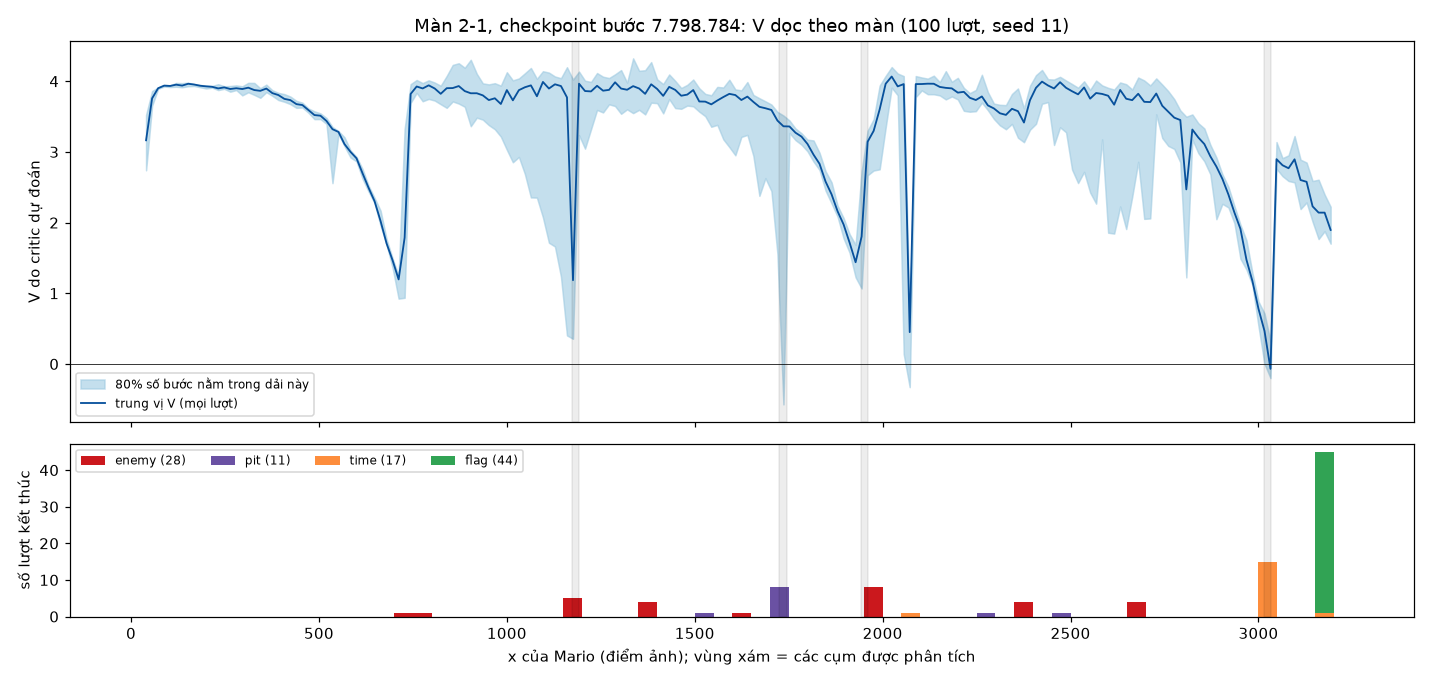 Màn 2-1, checkpoint bước 7.798.784: V dọc theo màn (100 lượt, seed 11)
V do critic dự đoán
4
3
2
1
0
80% số bước nằm trong dải này
trung vị V (mọi lượt)
số lượt kết thúc
40
30
20
10
0
enemy (28)
pit (11)
time (17)
flag (44)
0
500
1000
1500
2000
2500
3000
x của Mario (điểm ảnh); vùng xám = các cụm được phân tích